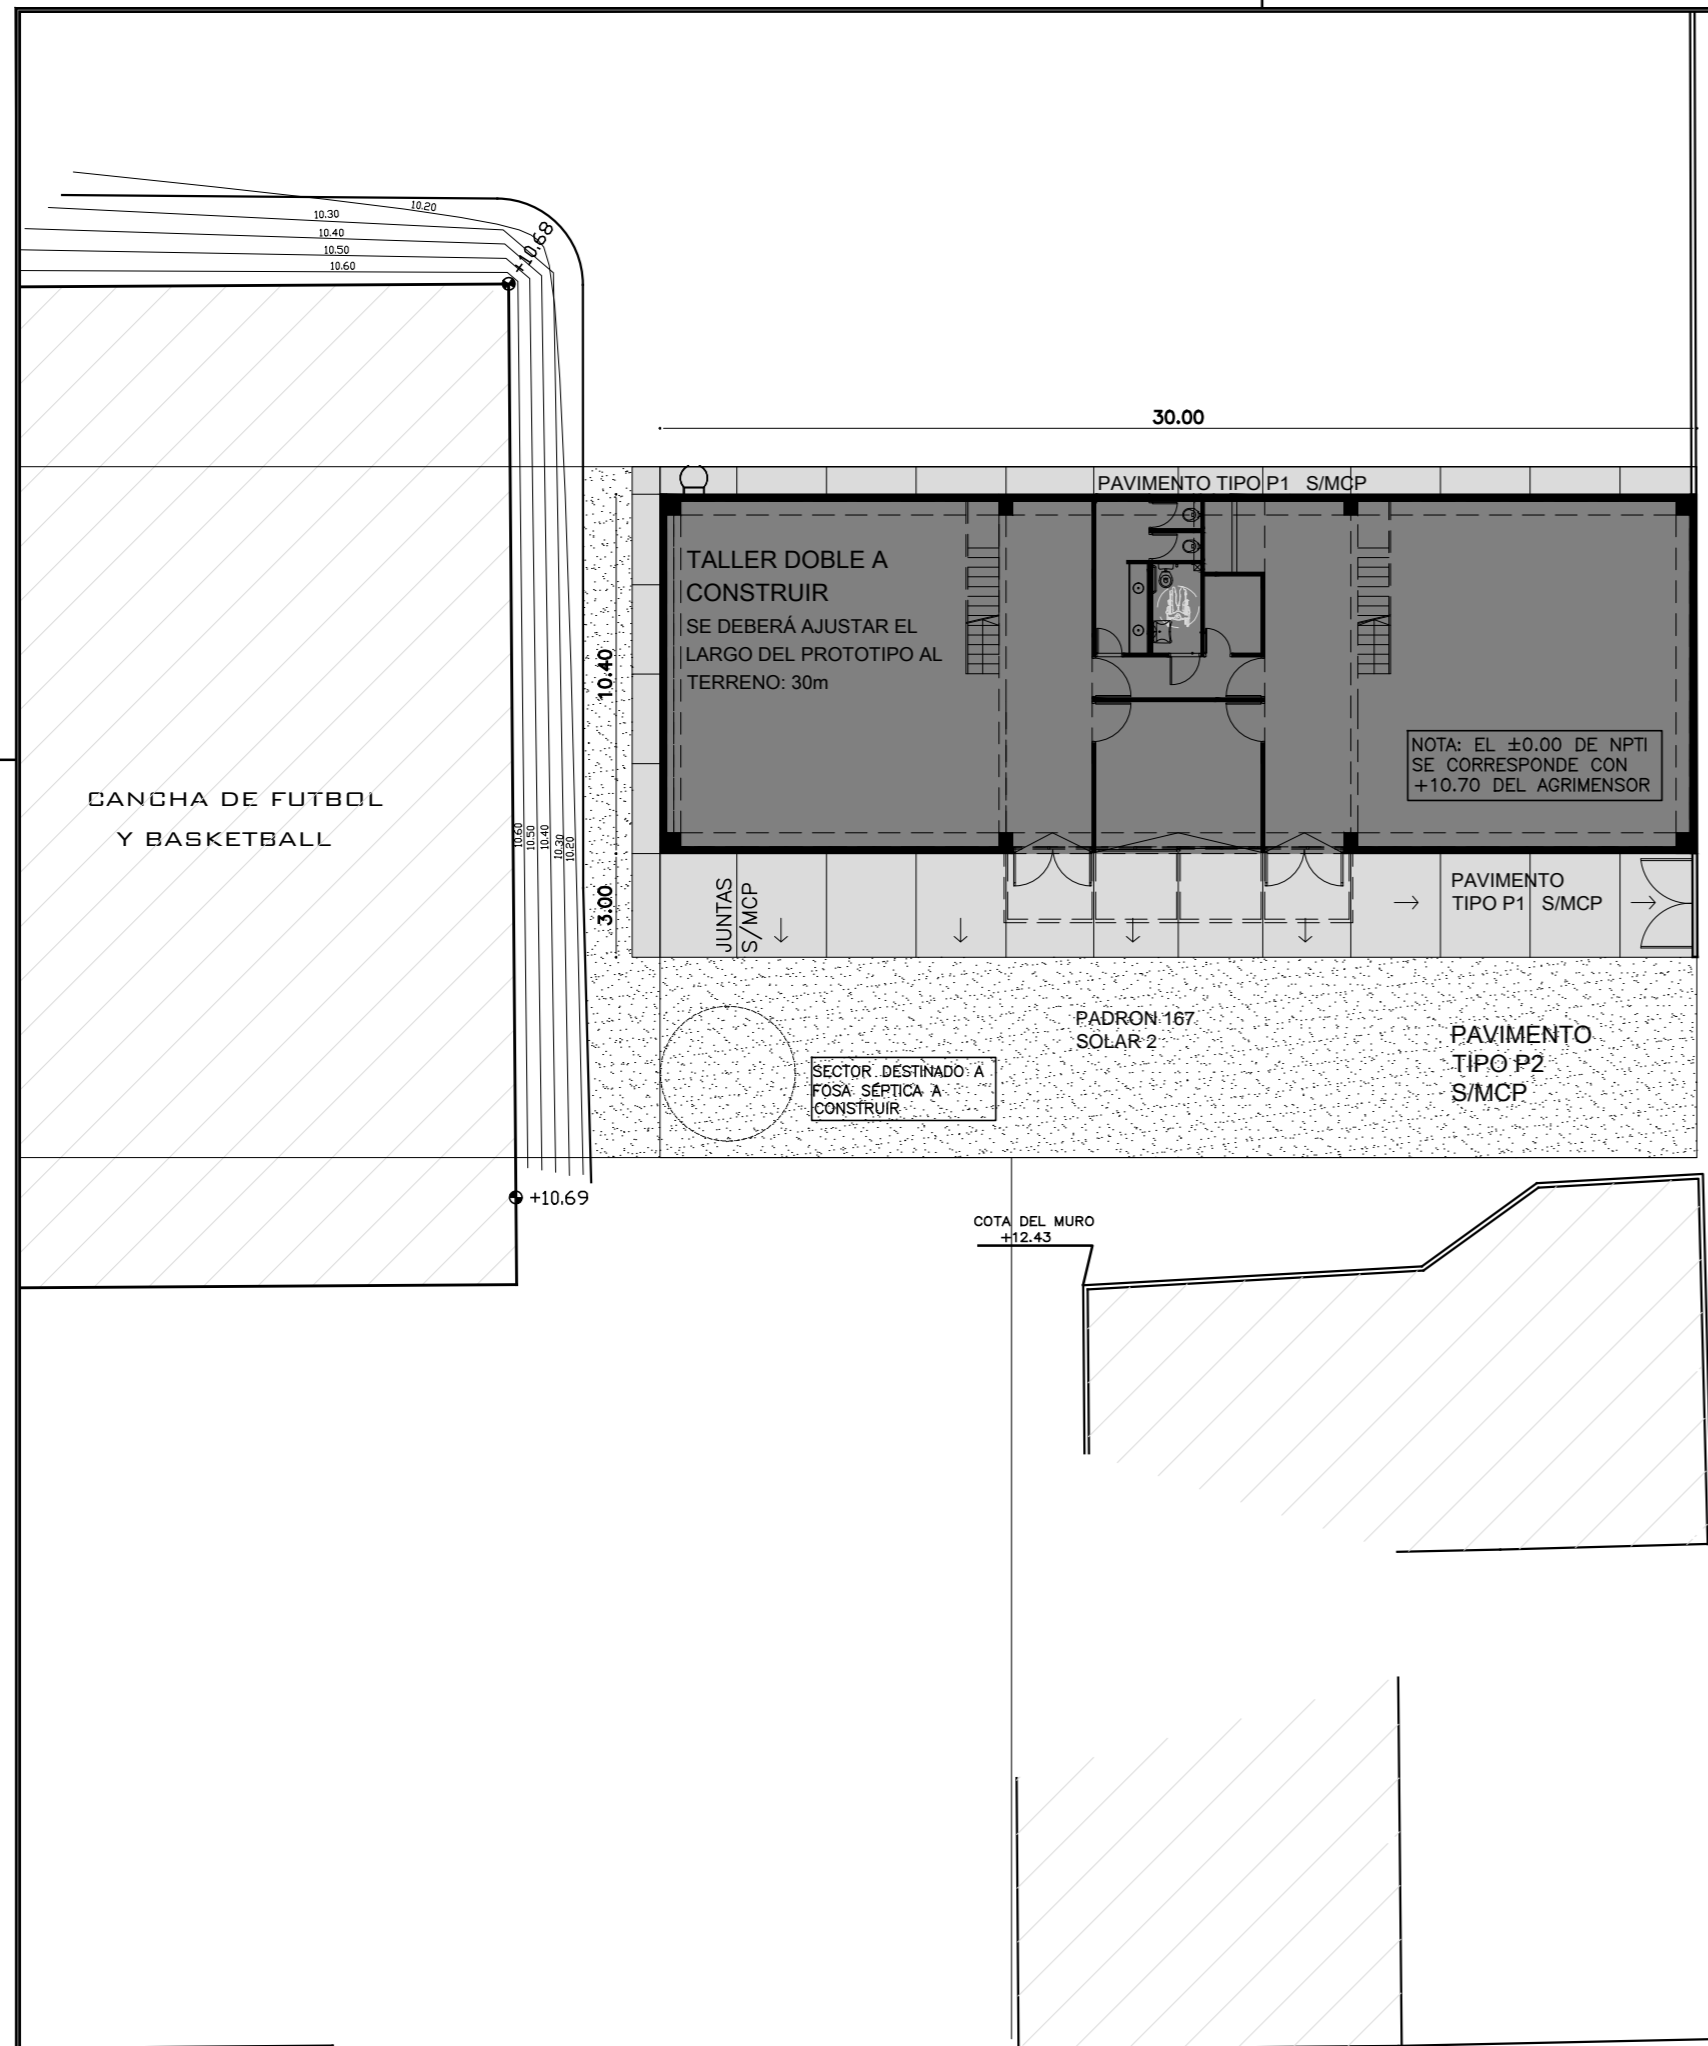 10.20
10.30
10.40
10.50
10.60
+10.68
30.00
PAVIMENTO TIPO P1 S/MCP
TALLER DOBLE A
CONSTRUIR
SE DEBERÁ AJUSTAR EL
LARGO DEL PROTOTIPO AL
TERRENO: 30m
10.40
NOTA: EL ±0.00 DE NPTI
SE CORRESPONDE CON
+10.70 DEL AGRIMENSOR
CANCHA DE FUTBOL
Y BASKETBALL
10.60
10.50
10.40
10.30
10.20
3.00
JUNTAS
S/MCP
PAVIMENTO
TIPO P1 S/MCP
PADRON 167
SOLAR 2
PAVIMENTO
TIPO P2
S/MCP
SECTOR DESTINADO A
FOSA SÉPTICA A
CONSTRUIR
+10.69
COTA DEL MURO
+12.43